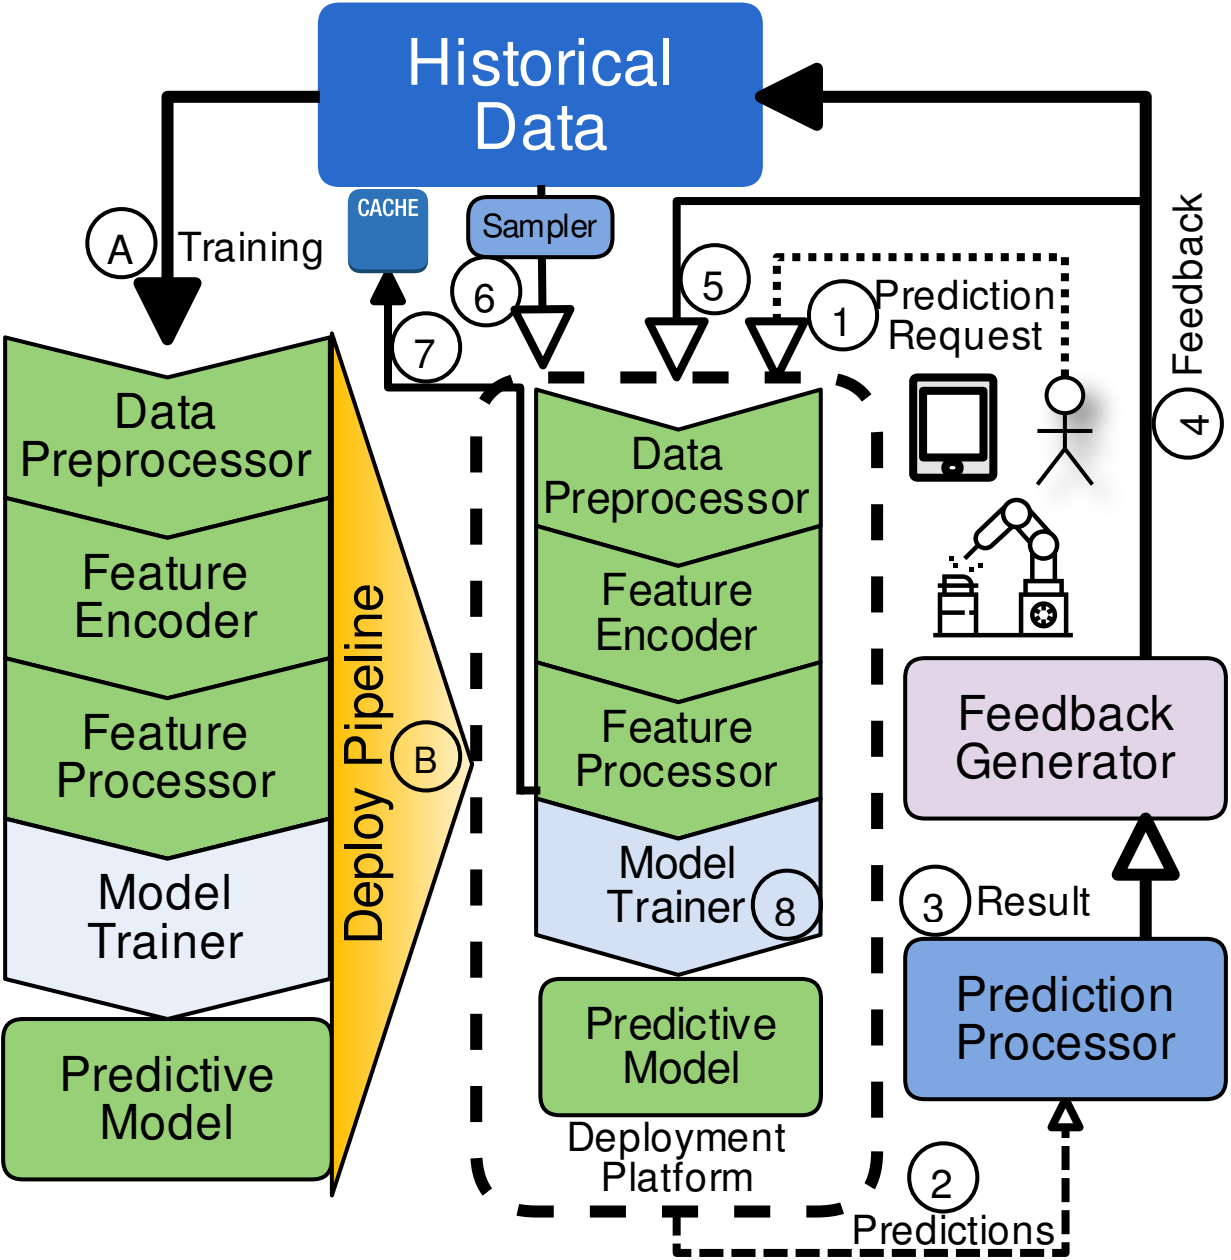 Historical
Data
CACHE
Sampler
A
Training
6
5
1
Prediction
Request
7
4
Feedback
Data
Preprocessor
Feature
Encoder
Feature
Processor
Model
Trainer
Predictive
Model
Deploy Pipeline
B
Data
Preprocessor
Feature
Encoder
Feature
Processor
Model
Trainer
8
Predictive
Model
Deployment
Platform
Feedback
Generator
3
Result
Prediction
Processor
2
Predictions